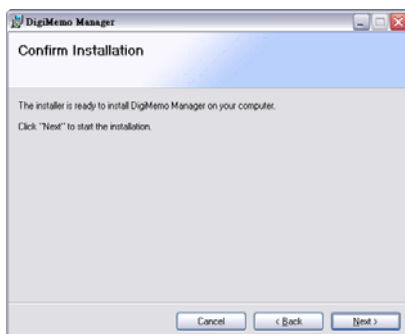 DigiMemo Manager
Confirm Installation
The installer is ready to install DigiMemo Manager on your computer.
Click "Next" to start the installation.
Cancel
< Back
Next >